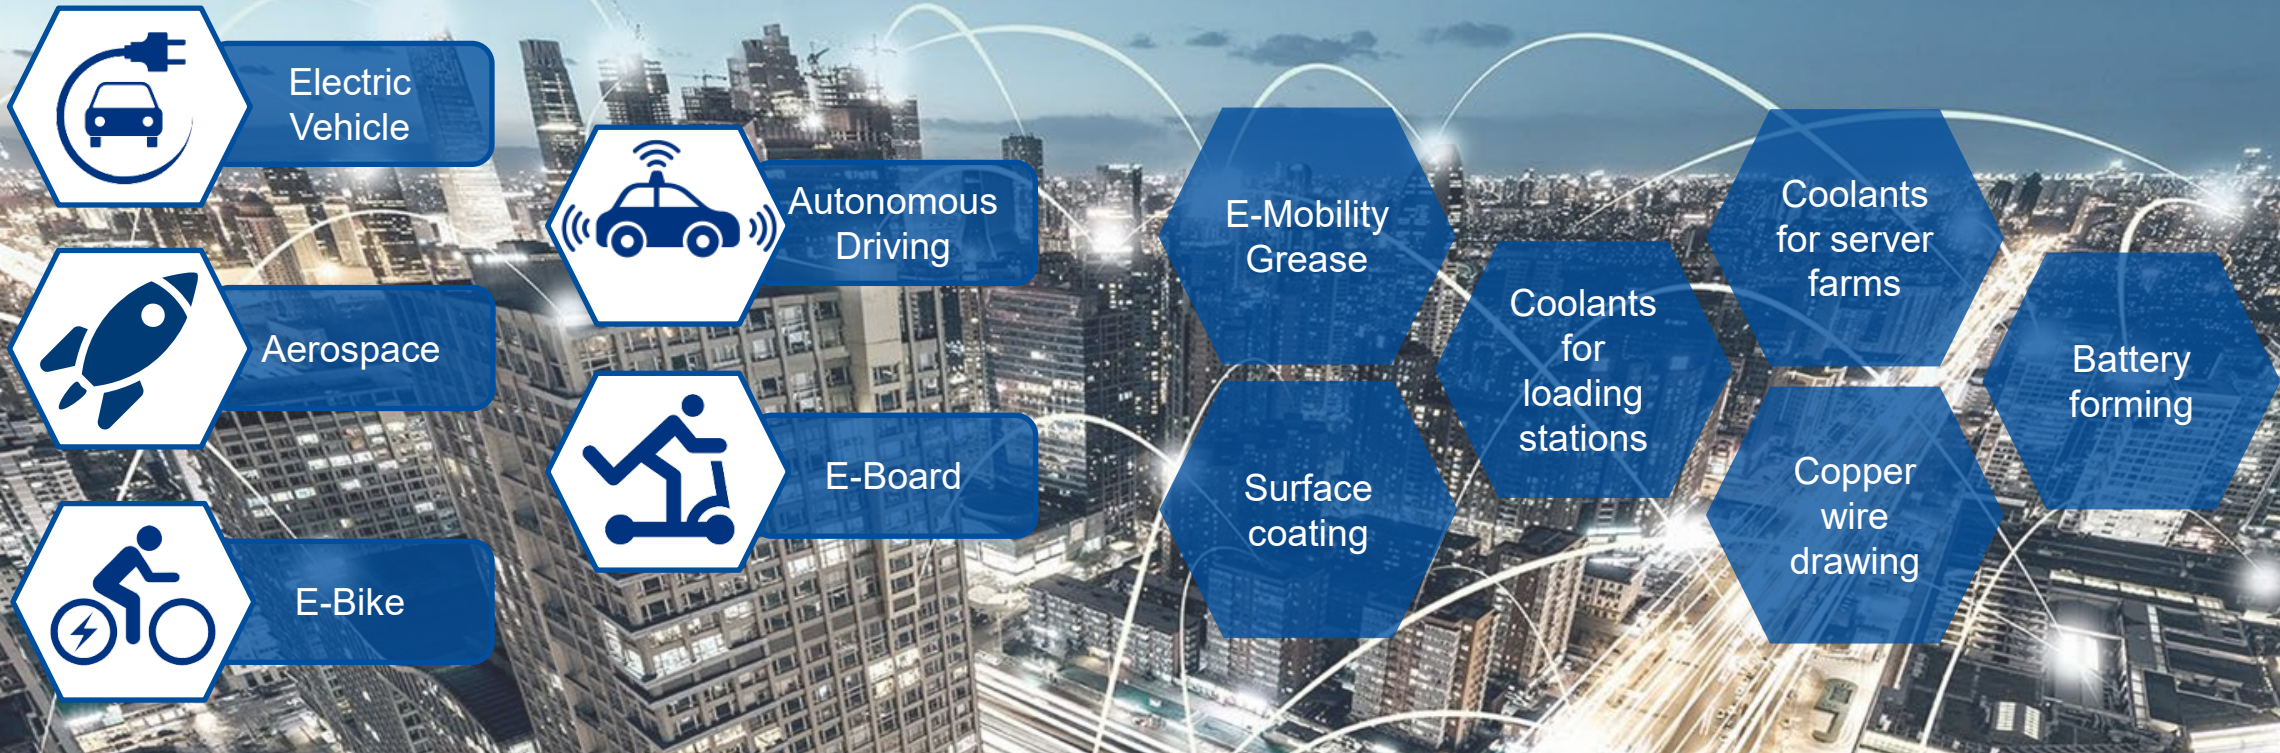 Electric
Vehicle
Aerospace
E-Bike
Autonomous
Driving
E-Board
E-Mobility
Grease
Surface
coating
Coolants
for
loading
stations
Coolants
for server
farms
Copper
wire
drawing
Battery
forming